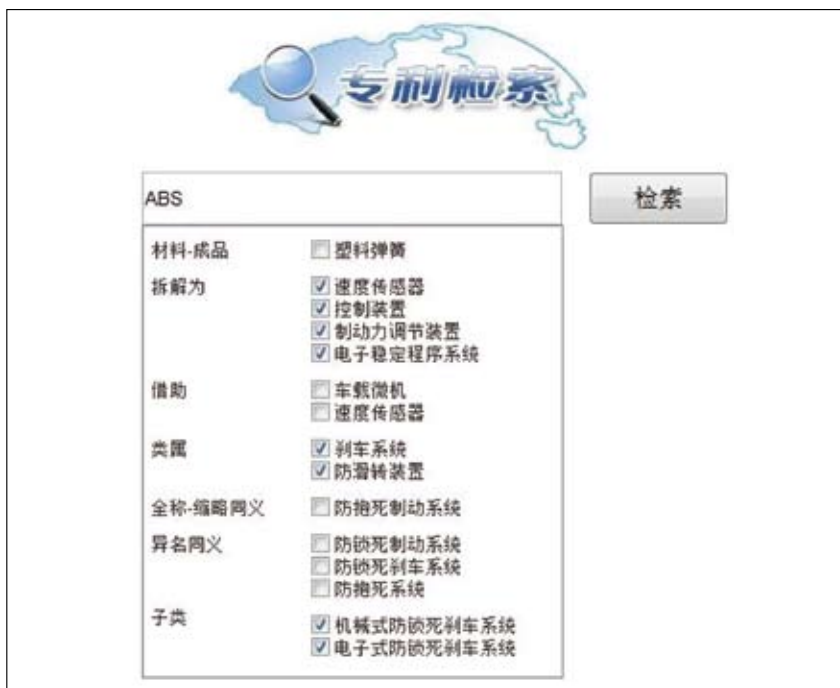 专利检索
ABS 检索
材料-成品 塑料弹簧
拆解为 速度传感器
控制装置
制动力调节装置
电子稳定程序系统
借助 车载微机
速度传感器
类属 刹车系统
防滑转装置
全称-缩略同义 防抱死制动系统
异名同义 防锁死制动系统
防锁死刹车系统
防抱死系统
子类 机械式防锁死刹车系统
电子式防锁死刹车系统